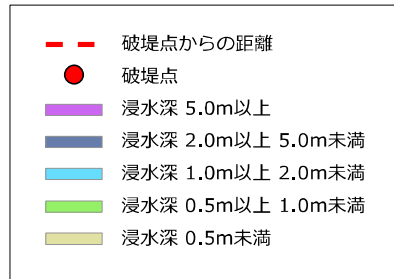 破堤点からの距離
破堤点
浸水深 5.0m以上
浸水深 2.0m以上 5.0m未満
浸水深 1.0m以上 2.0m未満
浸水深 0.5m以上 1.0m未満
浸水深 0.5m未満